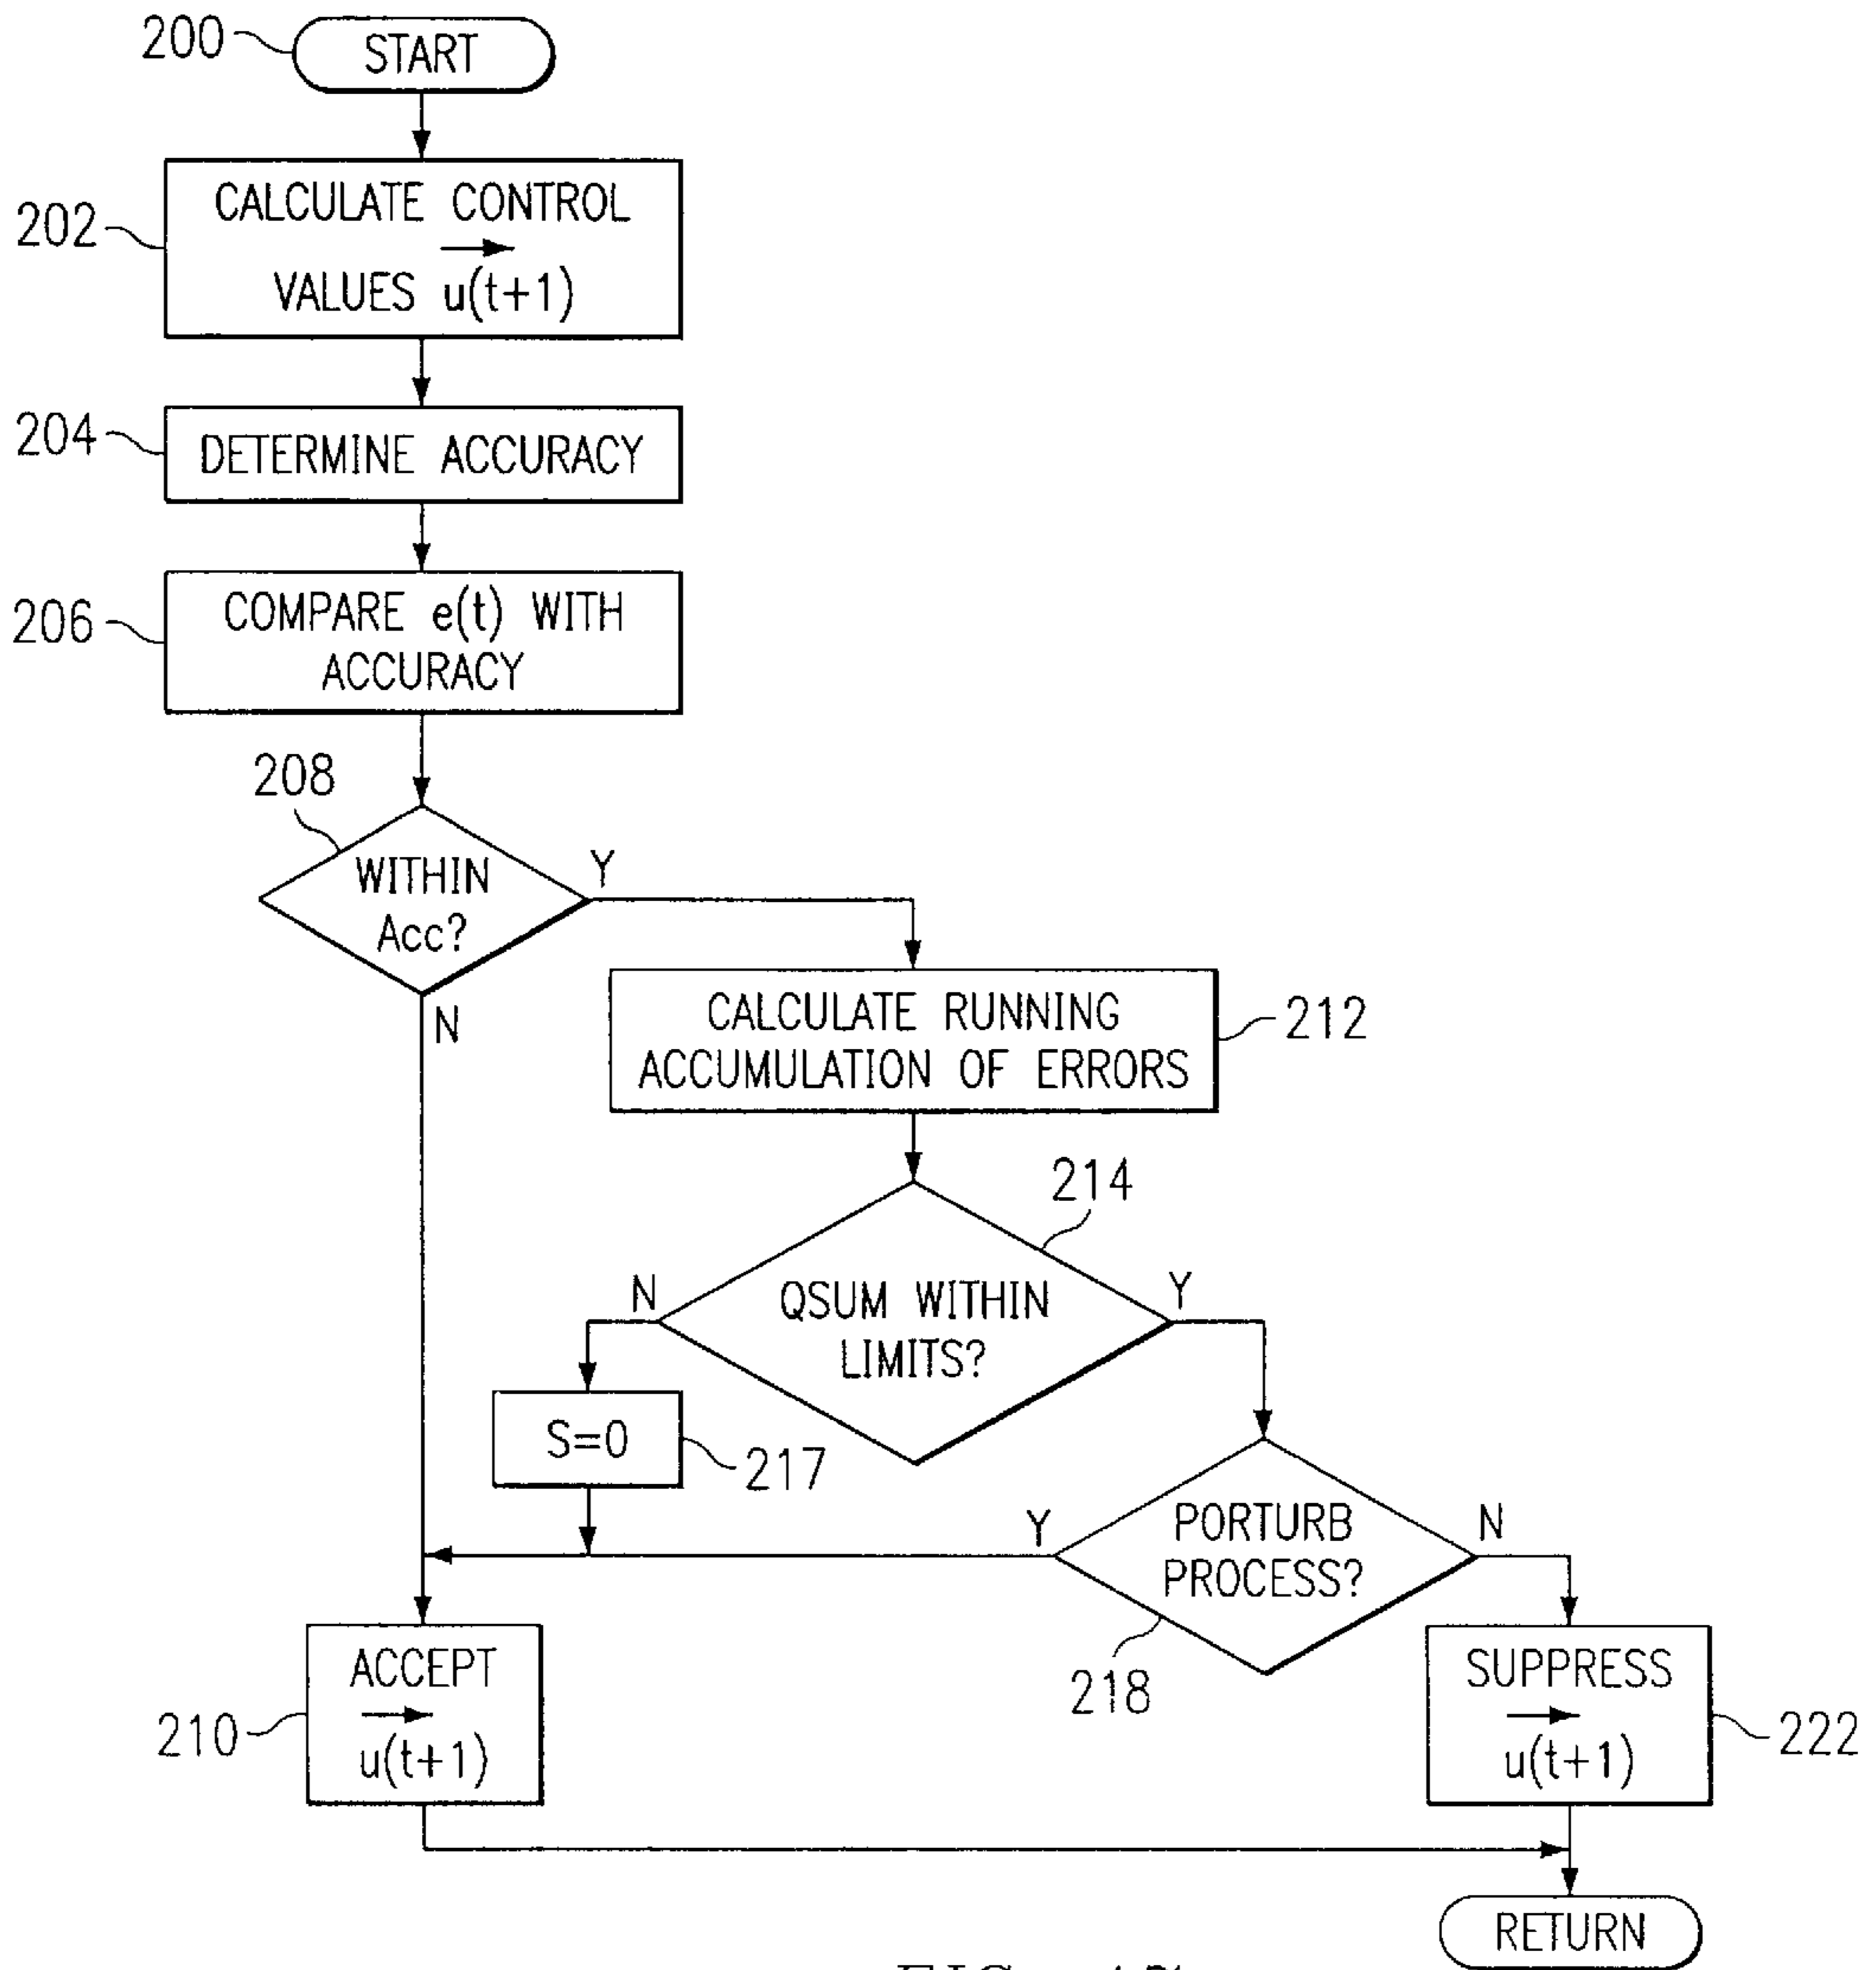 200
START
202
CALCULATE CONTROL
VALUES u(t+1)
204
DETERMINE ACCURACY
206
COMPARE e(t) WITH
ACCURACY
208
WITHIN
Acc?
Y
N
CALCULATE RUNNING
ACCUMULATION OF ERRORS
212
214
QSUM WITHIN
LIMITS?
N
Y
S=0
217
PORTURB
PROCESS?
Y
N
218
ACCEPT
u(t+1)
210
SUPPRESS
u(t+1)
222
RETURN